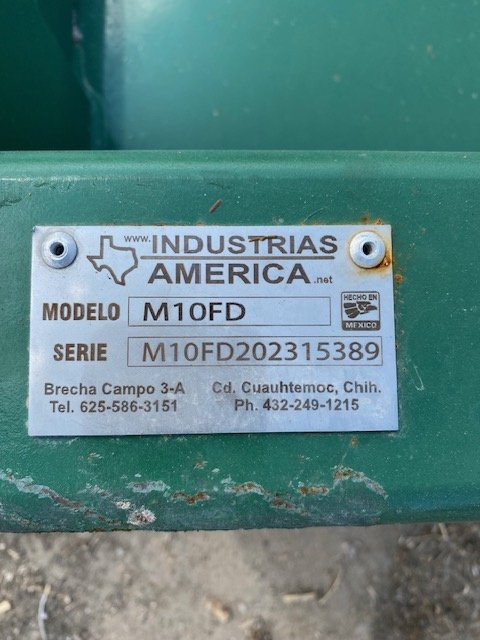 www. INDUSTRIAS
AMERICA .net
MODELO M10FD
HECHO EN
MEXICO
SERIE M10FD202315389
Brecha Campo 3-A Cd. Cuauhtemoc, Chih.
Tel. 625-586-3151 Ph. 432-249-1215